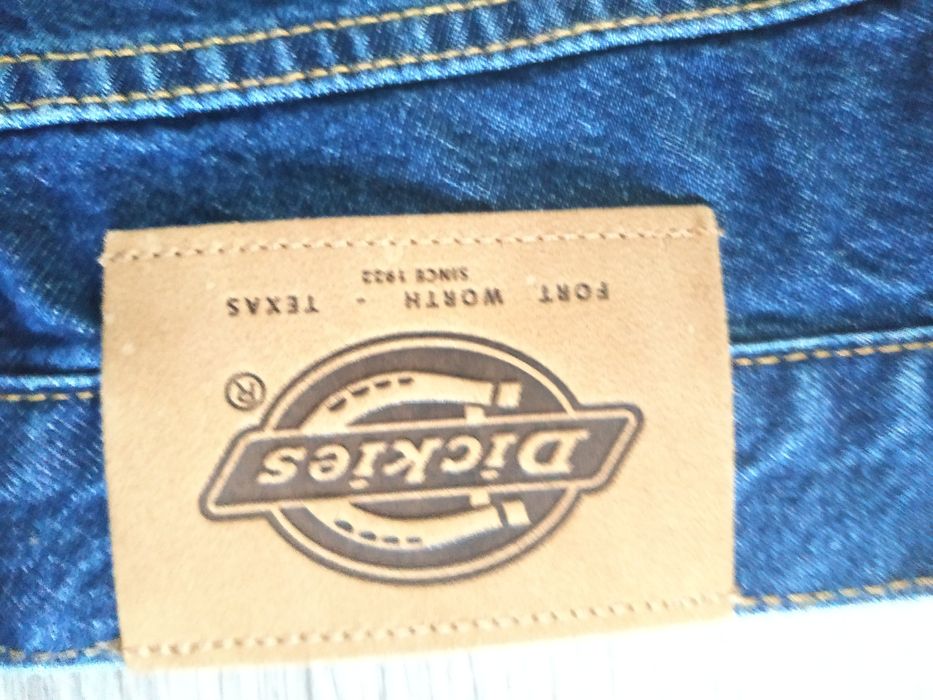 Dickies
®
FORT WORTH - TEXAS
SINCE 1922